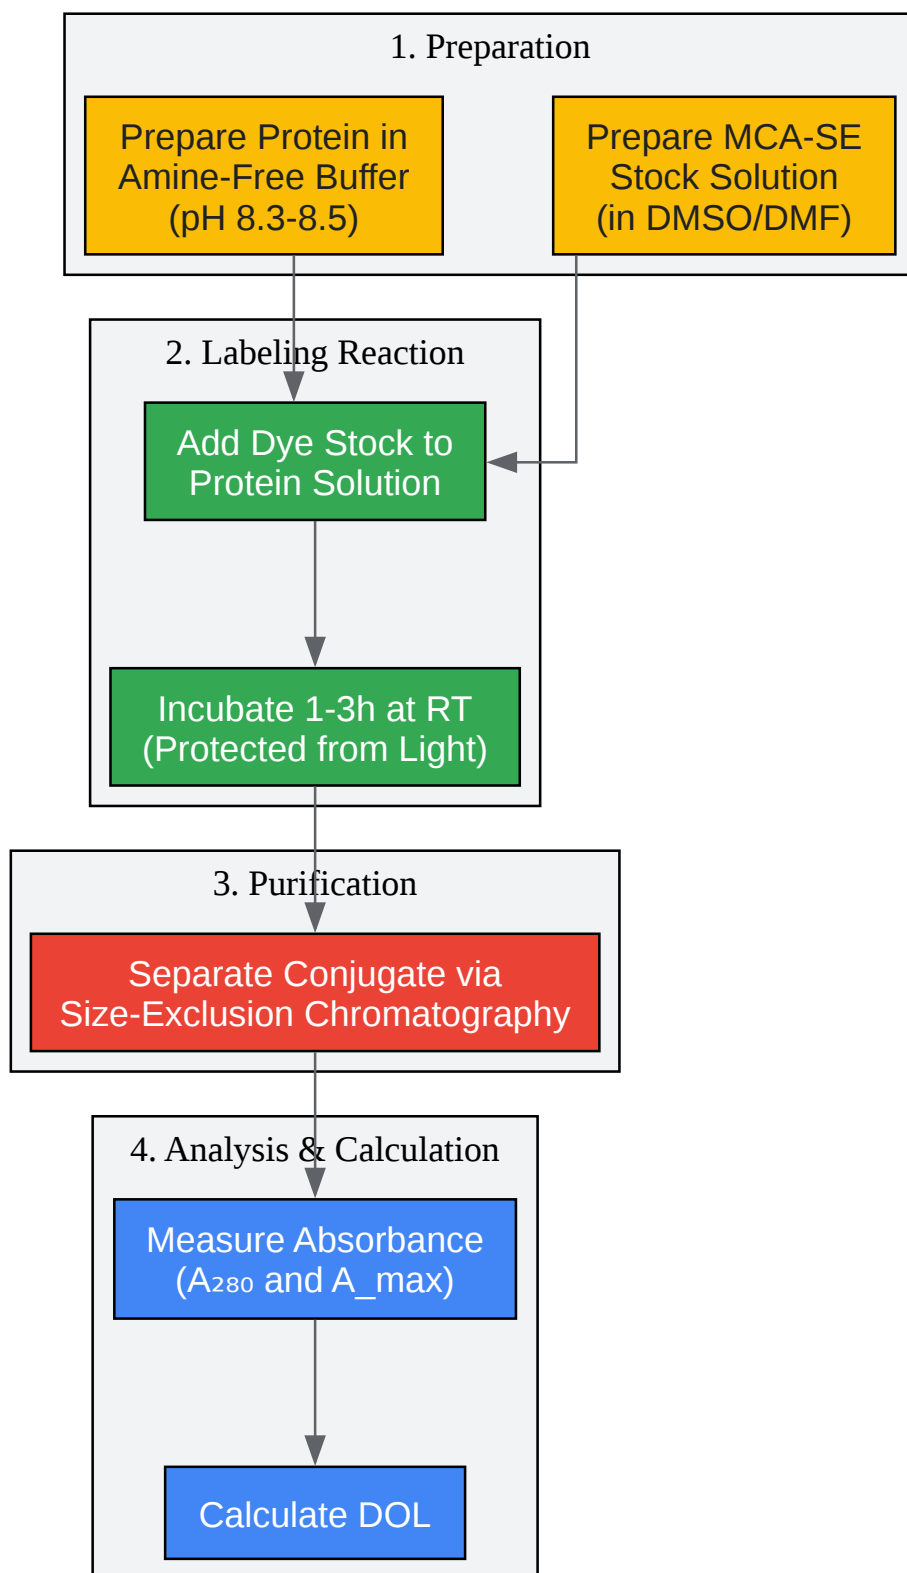 1. Preparation
Prepare Protein in
Amine-Free Buffer
(pH 8.3-8.5)
Prepare MCA-SE
Stock Solution
(in DMSO/DMF)
2. Labeling Reaction
Add Dye Stock to
Protein Solution
Incubate 1-3h at RT
(Protected from Light)
3. Purification
Separate Conjugate via
Size-Exclusion Chromatography
4. Analysis & Calculation
Measure Absorbance
(A₂₈₀ and A_max)
Calculate DOL